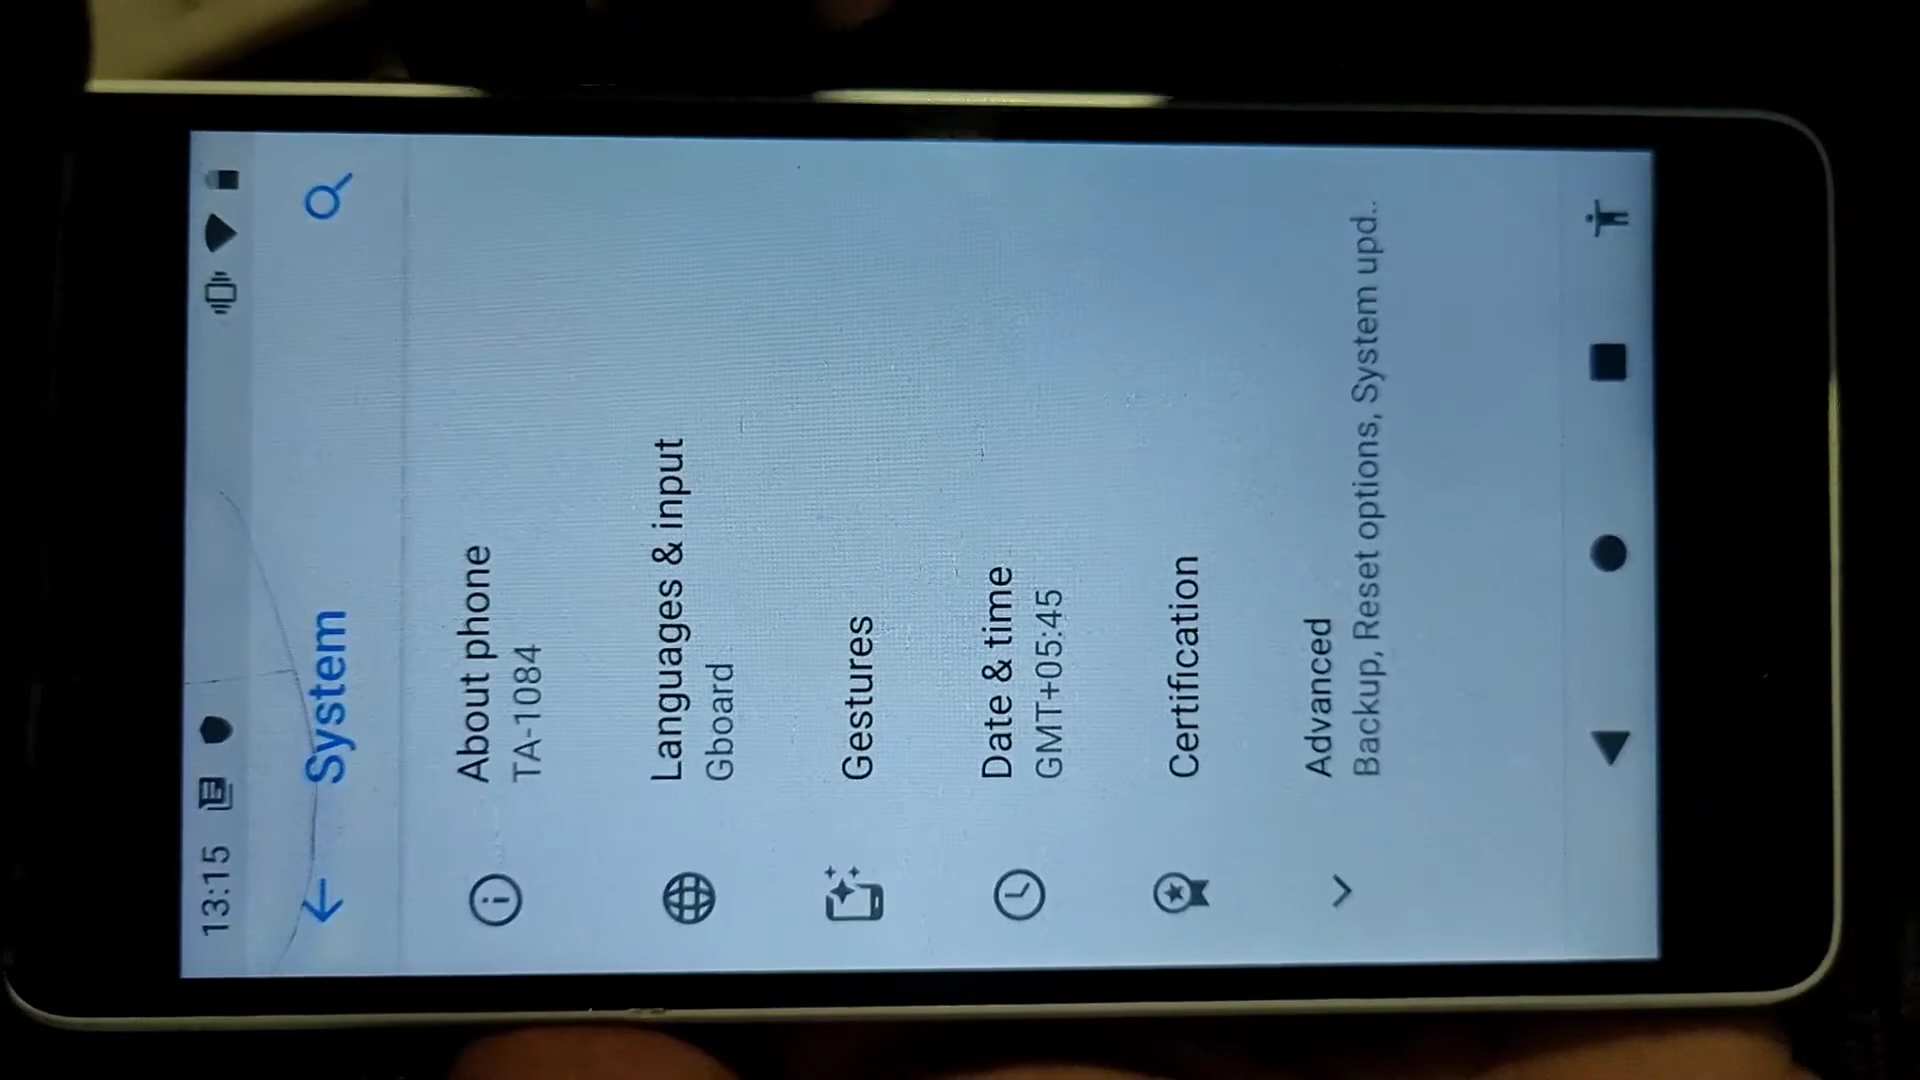 13:15
System
About phone
TA-1084
Languages & input
Gboard
Gestures
Date & time
GMT+05:45
Certification
Advanced
Backup, Reset options, System upd..